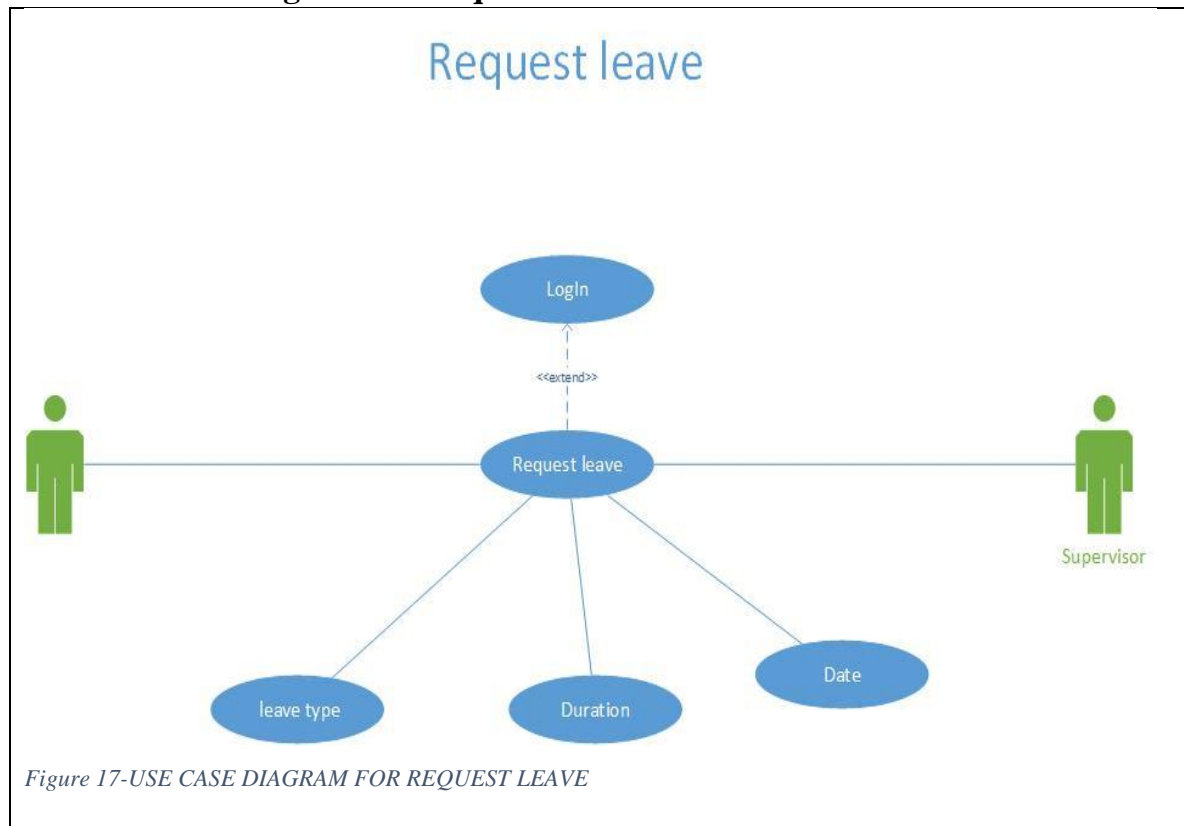 Request leave
LogIn
<<extend>>
Request leave
Supervisor
leave type
Duration
Date
Figure 17-USE CASE DIAGRAM FOR REQUEST LEAVE